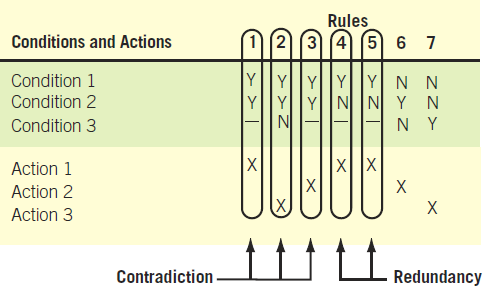 Rules
Conditions and Actions 1 2 3 4 5 6 7
Condition 1 Y Y Y Y Y N N
Condition 2 Y Y Y N N Y N
Condition 3 — N — — — N Y
Action 1 X X X
Action 2 X X
Action 3 X X
Contradiction Redundancy